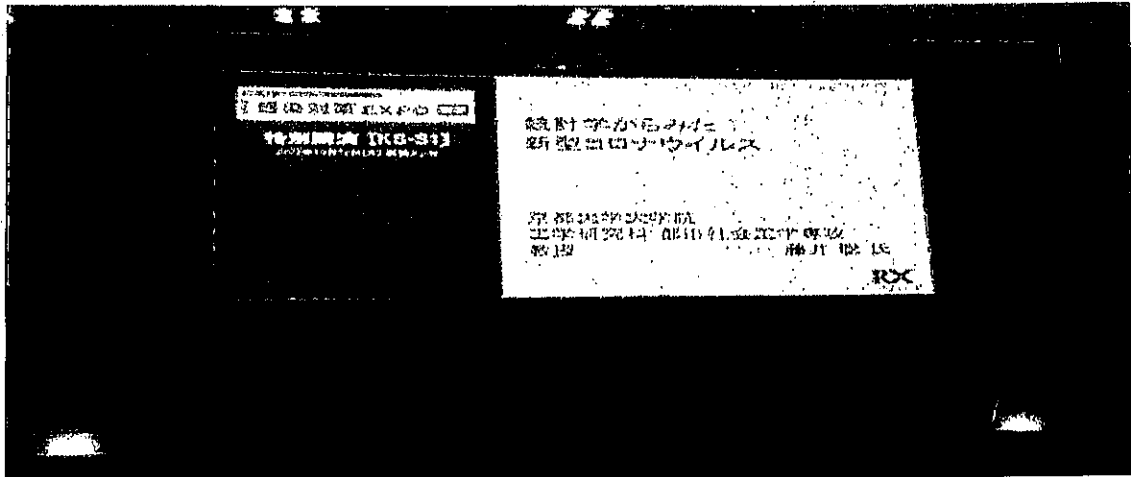 感染対策EXPO
特別講演【KS-S1】
統計学からみた
新型コロナウイルス
京都大学大学院
工学研究科 都市社会工学専攻
教授 藤井 聡 氏
RX